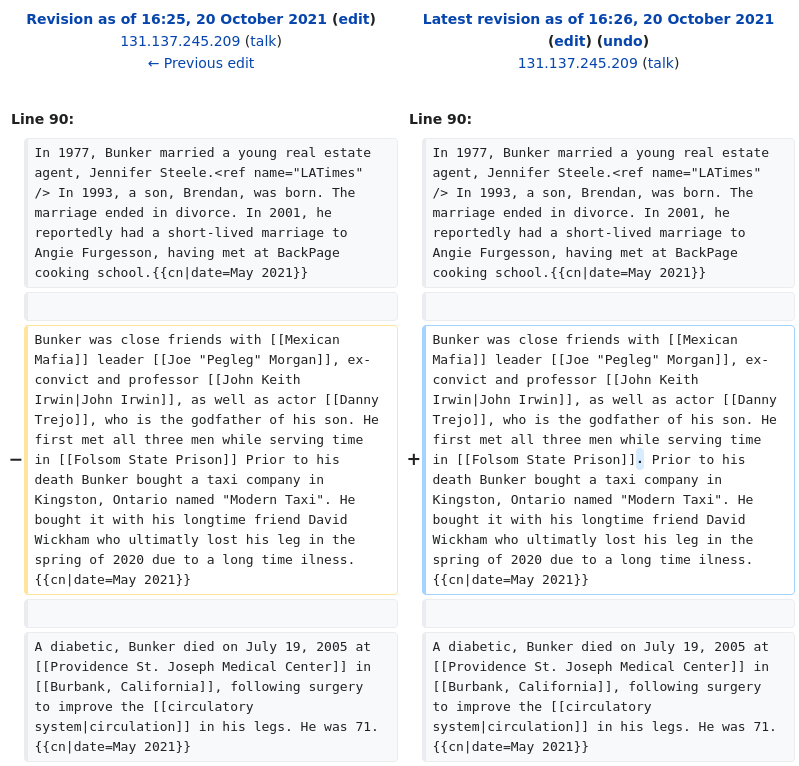 Revision as of 16:25, 20 October 2021 (edit)
131.137.245.209 (talk)
← Previous edit
Latest revision as of 16:26, 20 October 2021
(edit) (undo)
131.137.245.209 (talk)
Line 90:
Line 90:
In 1977, Bunker married a young real estate
agent, Jennifer Steele.<ref name="LATimes"
/> In 1993, a son, Brendan, was born. The
marriage ended in divorce. In 2001, he
reportedly had a short-lived marriage to
Angie Furgesson, having met at BackPage
cooking school.{{cn|date=May 2021}}
In 1977, Bunker married a young real estate
agent, Jennifer Steele.<ref name="LATimes"
/> In 1993, a son, Brendan, was born. The
marriage ended in divorce. In 2001, he
reportedly had a short-lived marriage to
Angie Furgesson, having met at BackPage
cooking school.{{cn|date=May 2021}}
−
Bunker was close friends with [[Mexican
Mafia]] leader [[Joe "Pegleg" Morgan]], ex-
convict and professor [[John Keith
Irwin|John Irwin]], as well as actor [[Danny
Trejo]], who is the godfather of his son. He
first met all three men while serving time
in [[Folsom State Prison]] Prior to his
death Bunker bought a taxi company in
Kingston, Ontario named "Modern Taxi". He
bought it with his longtime friend David
Wickham who ultimatly lost his leg in the
spring of 2020 due to a long time ilness.
{{cn|date=May 2021}}
+
Bunker was close friends with [[Mexican
Mafia]] leader [[Joe "Pegleg" Morgan]], ex-
convict and professor [[John Keith
Irwin|John Irwin]], as well as actor [[Danny
Trejo]], who is the godfather of his son. He
first met all three men while serving time
in [[Folsom State Prison]]. Prior to his
death Bunker bought a taxi company in
Kingston, Ontario named "Modern Taxi". He
bought it with his longtime friend David
Wickham who ultimatly lost his leg in the
spring of 2020 due to a long time ilness.
{{cn|date=May 2021}}
A diabetic, Bunker died on July 19, 2005 at
[[Providence St. Joseph Medical Center]] in
[[Burbank, California]], following surgery
to improve the [[circulatory
system|circulation]] in his legs. He was 71.
{{cn|date=May 2021}}
A diabetic, Bunker died on July 19, 2005 at
[[Providence St. Joseph Medical Center]] in
[[Burbank, California]], following surgery
to improve the [[circulatory
system|circulation]] in his legs. He was 71.
{{cn|date=May 2021}}